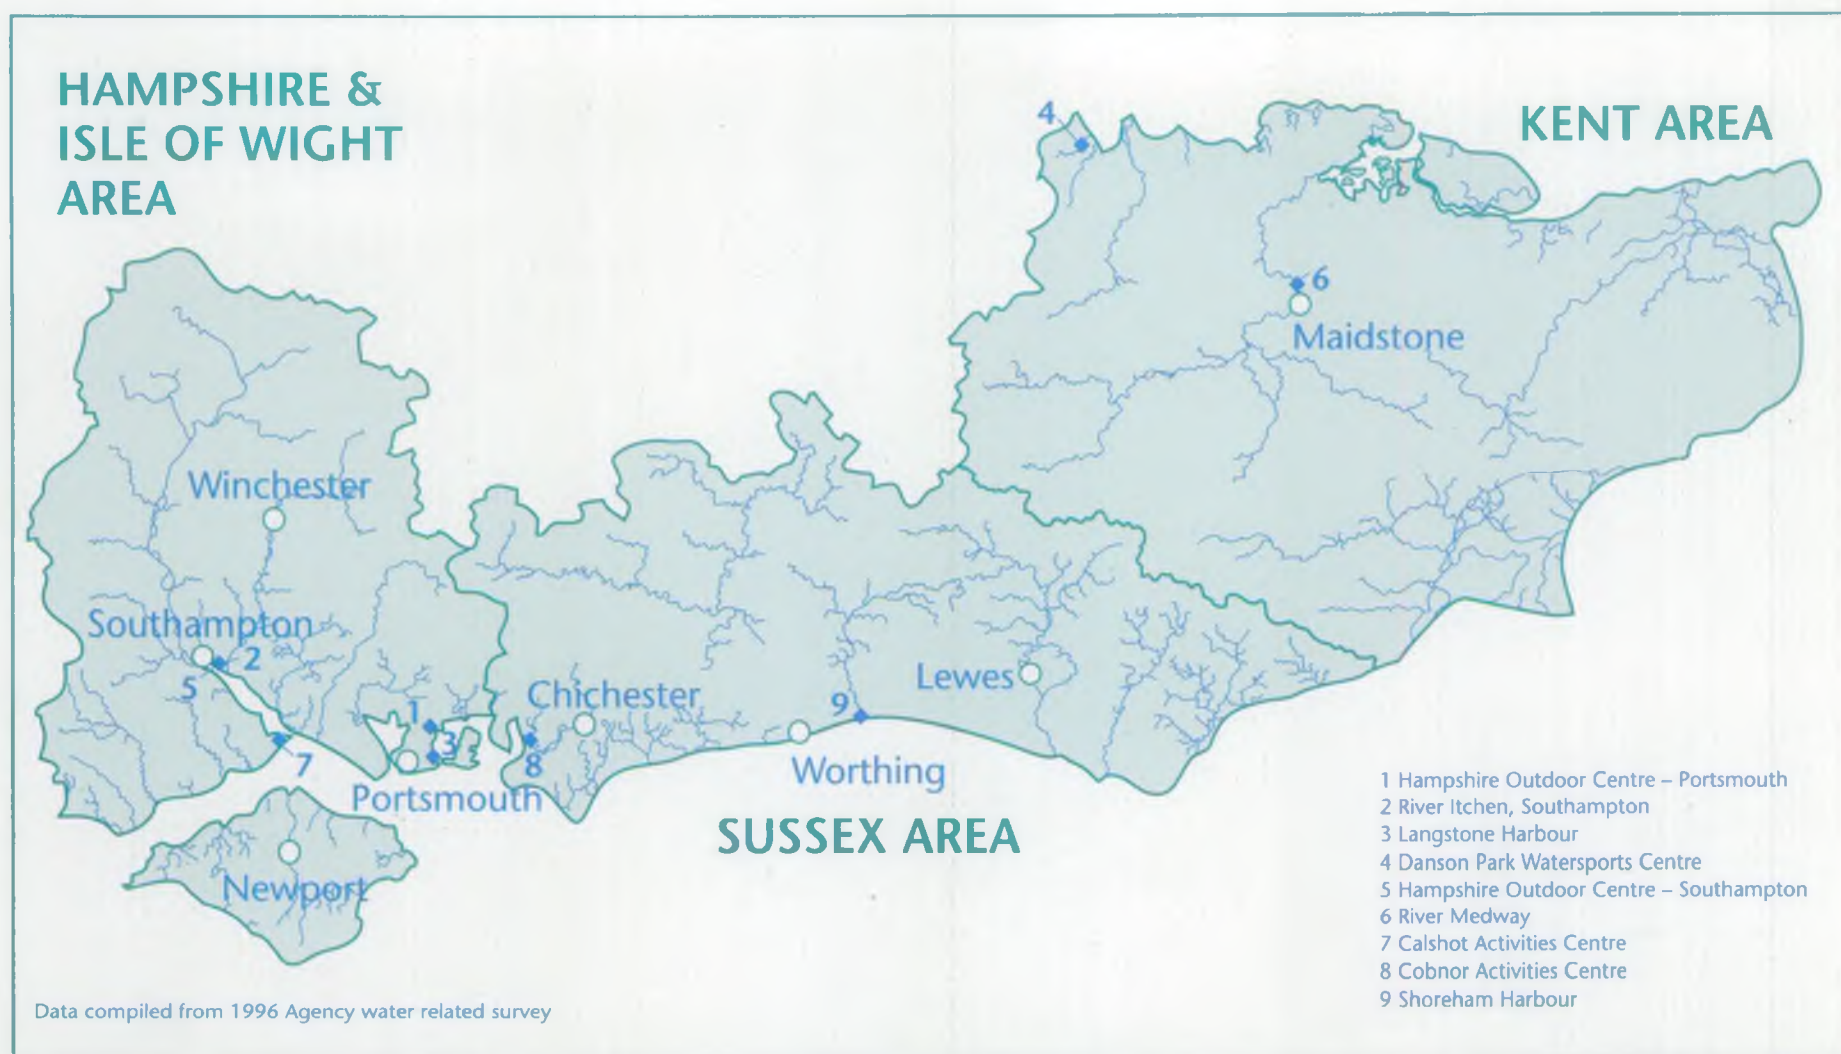 HAMPSHIRE &
ISLE OF WIGHT
AREA
KENT AREA
4
6
Maidstone
Winchester
Southampton
2
5
Chichester
Lewes
1
9
3
7
8
Portsmouth
Worthing
SUSSEX AREA
Newport
1 Hampshire Outdoor Centre – Portsmouth
2 River Itchen, Southampton
3 Langstone Harbour
4 Danson Park Watersports Centre
5 Hampshire Outdoor Centre – Southampton
6 River Medway
7 Calshot Activities Centre
8 Cobnor Activities Centre
9 Shoreham Harbour
Data compiled from 1996 Agency water related survey